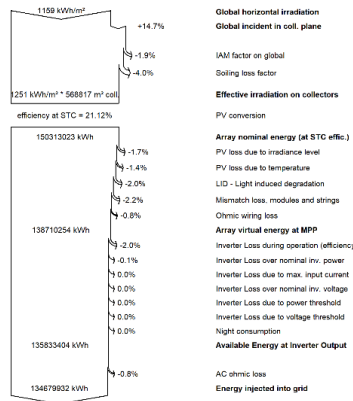 1159 kWh/m² Global horizontal irradiation
+14.7% Global incident in coll. plane
-1.9% IAM factor on global
-4.0% Soiling loss factor
1251 kWh/m² * 568817 m² coll. Effective irradiation on collectors
efficiency at STC = 21.12% PV conversion
150313023 kWh Array nominal energy (at STC effic.)
-1.7% PV loss due to irradiance level
-1.4% PV loss due to temperature
-2.0% LID - Light induced degradation
-2.2% Mismatch loss, modules and strings
-0.8% Ohmic wiring loss
138710254 kWh Array virtual energy at MPP
-2.0% Inverter Loss during operation (efficiency
-0.1% Inverter Loss over nominal inv. power
0.0% Inverter Loss due to max. input current
0.0% Inverter Loss over nominal inv. voltage
0.0% Inverter Loss due to power threshold
0.0% Inverter Loss due to voltage threshold
0.0% Night consumption
135833404 kWh Available Energy at Inverter Output
-0.8% AC ohmic loss
134679932 kWh Energy injected into grid